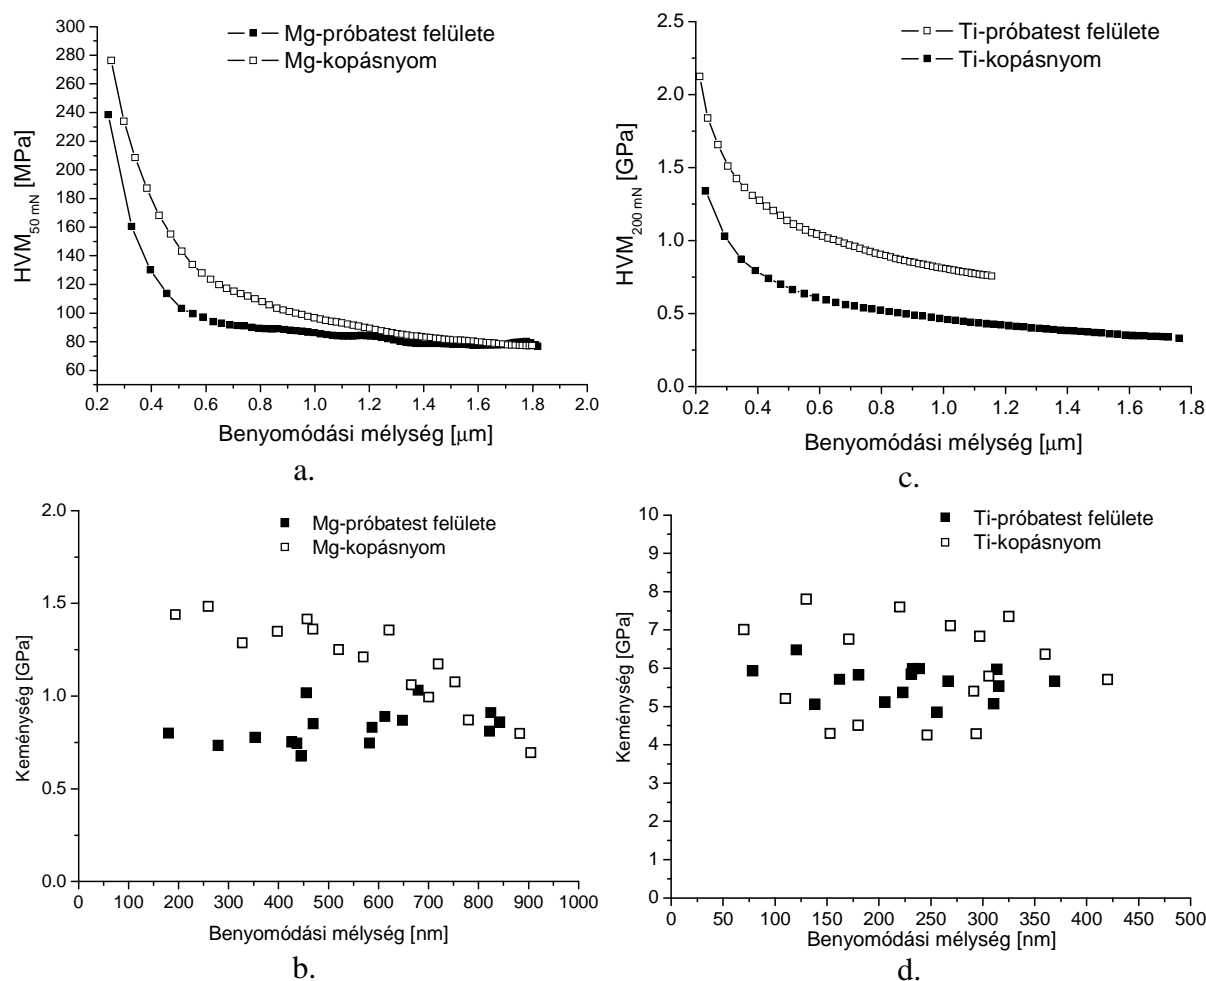 Mg-próbatest felülete
Mg-kopásnyom
HVM50 mN [MPa]
300
280
260
240
220
200
180
160
140
120
100
80
60
0.2 0.4 0.6 0.8 1.0 1.2 1.4 1.6 1.8 2.0
Benyomódási mélység [μm]
a.
Ti-próbatest felülete
Ti-kopásnyom
HVM200 mN [GPa]
2.5
2.0
1.5
1.0
0.5
0.0
0.2 0.4 0.6 0.8 1.0 1.2 1.4 1.6 1.8
Benyomódási mélység [μm]
c.
Mg-próbatest felülete
Mg-kopásnyom
Keménység [GPa]
2.0
1.5
1.0
0.5
0.0
0 100 200 300 400 500 600 700 800 900 1000
Benyomódási mélység [nm]
b.
Ti-próbatest felülete
Ti-kopásnyom
Keménység [GPa]
10
9
8
7
6
5
4
3
2
1
0
0 50 100 150 200 250 300 350 400 450 500
Benyomódási mélység [nm]
d.